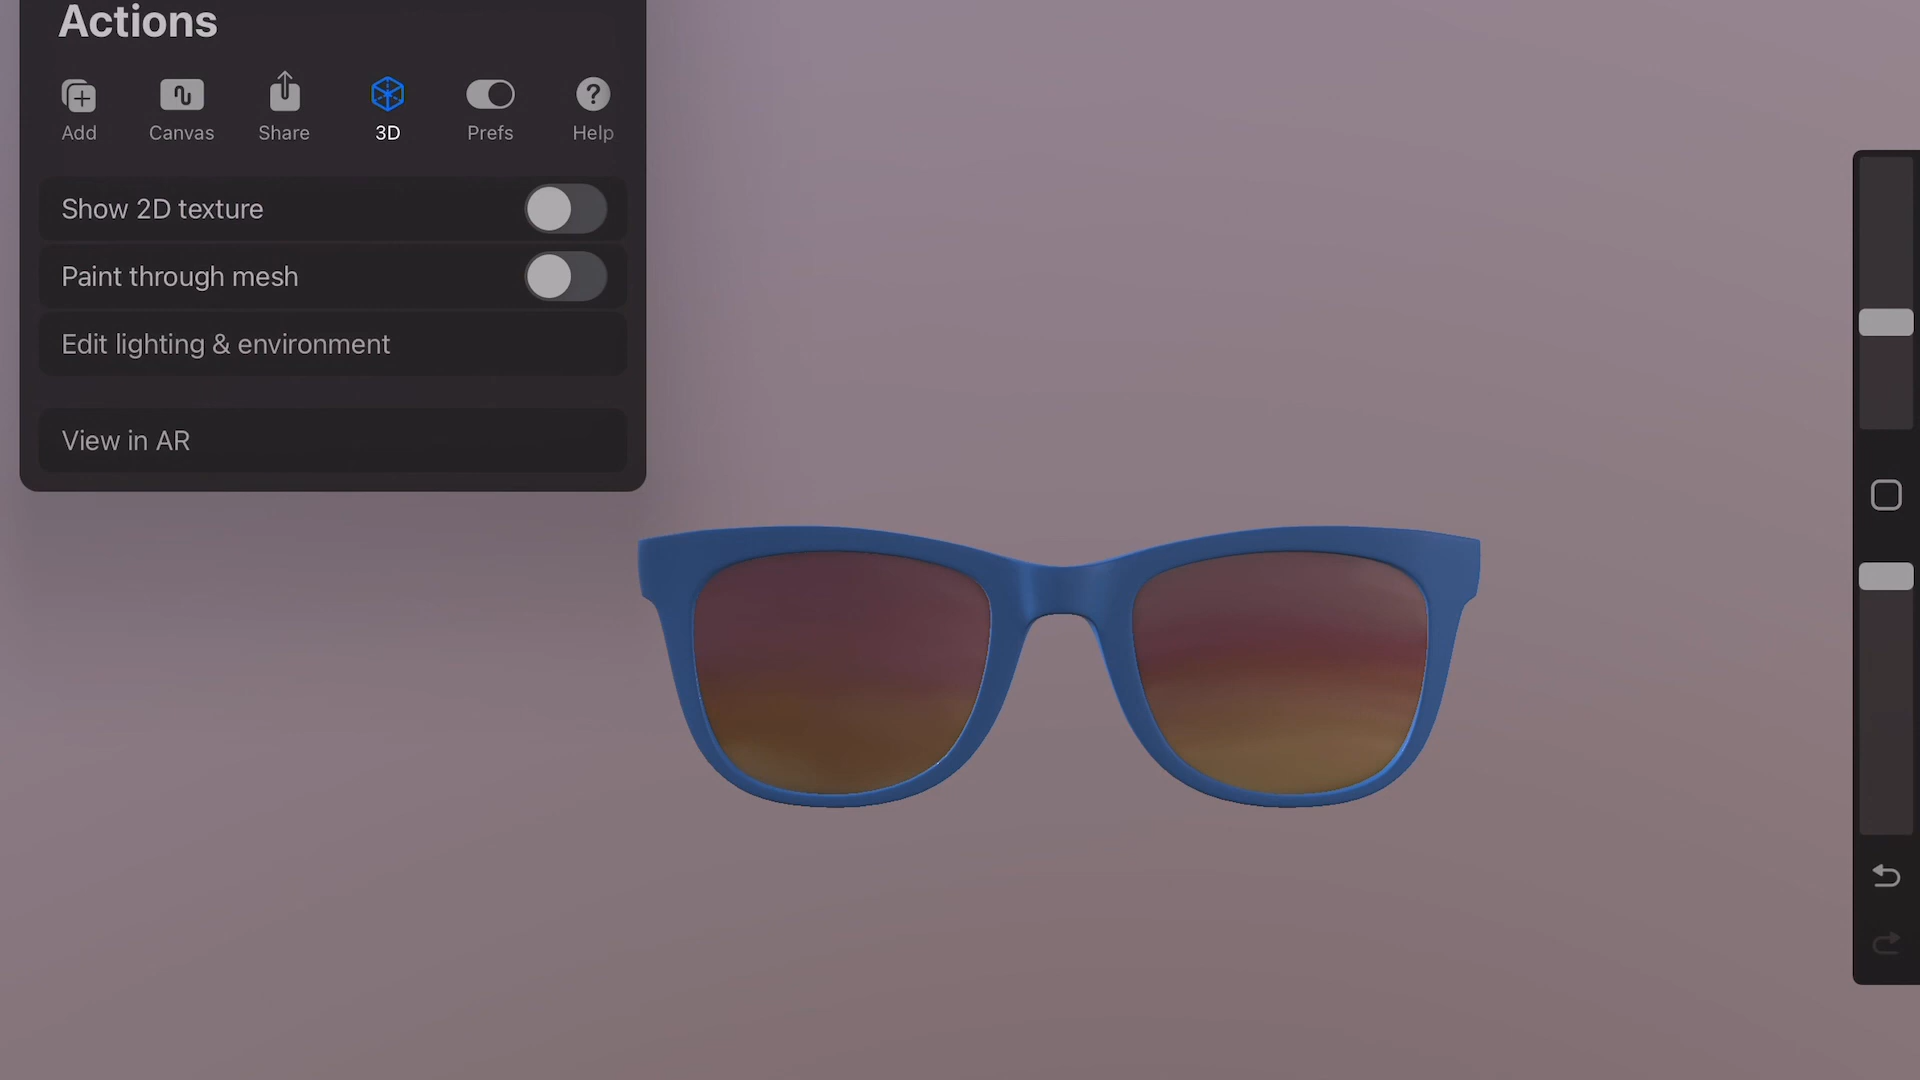 Actions
Add Canvas Share 3D Prefs Help
Show 2D texture
Paint through mesh
Edit lighting & environment
View in AR